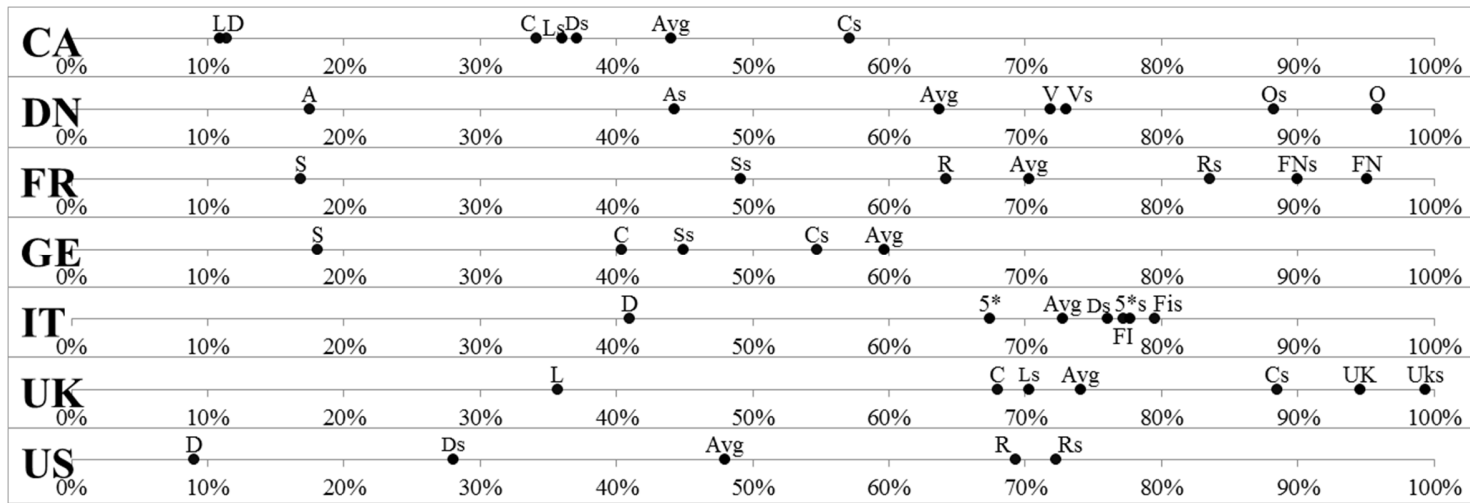 L D C Ls Ds Avg Cs
CA
0% 10% 20% 30% 40% 50% 60% 70% 80% 90% 100%
A As Avg V Vs Os O
DN
0% 10% 20% 30% 40% 50% 60% 70% 80% 90% 100%
S Ss R Avg Rs FNs FN
FR
0% 10% 20% 30% 40% 50% 60% 70% 80% 90% 100%
S C Ss Cs Avg
GE
0% 10% 20% 30% 40% 50% 60% 70% 80% 90% 100%
D 5* Avg Ds 5*s Fis
IT
FI
0% 10% 20% 30% 40% 50% 60% 70% 80% 90% 100%
L C Ls Avg Cs UK Uks
UK
0% 10% 20% 30% 40% 50% 60% 70% 80% 90% 100%
D Ds Avg R Rs
US
0% 10% 20% 30% 40% 50% 60% 70% 80% 90% 100%